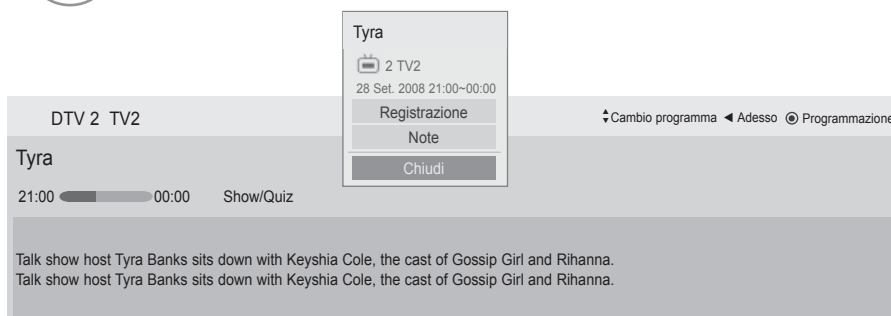 Tyra
2 TV2
28 Set. 2008 21:00~00:00
Registrazione
Note
Chiudi
DTV 2 TV2
Cambio programma ◄ Adesso ◉ Programmazione
Tyra
21:00 00:00 Show/Quiz
Talk show host Tyra Banks sits down with Keyshia Cole, the cast of Gossip Girl and Rihanna.
Talk show host Tyra Banks sits down with Keyshia Cole, the cast of Gossip Girl and Rihanna.